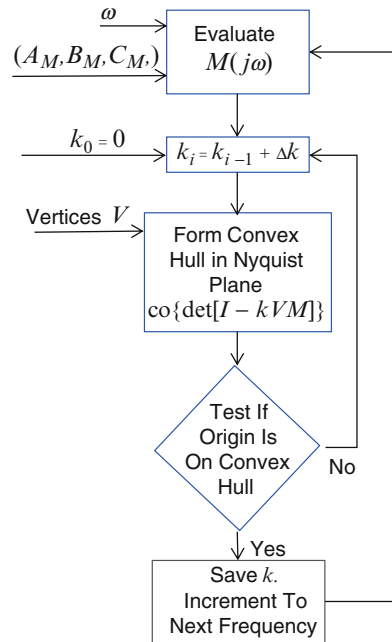 ω
Evaluate
(A_M, B_M, C_M,)
M(jω)
k_0 = 0
k_i = k_{i−1} + Δk
Vertices V
Form Convex
Hull in Nyquist
Plane
co{det[I − kVM]}
Test If
Origin Is
On Convex
Hull
No
Yes
Save k.
Increment To
Next Frequency